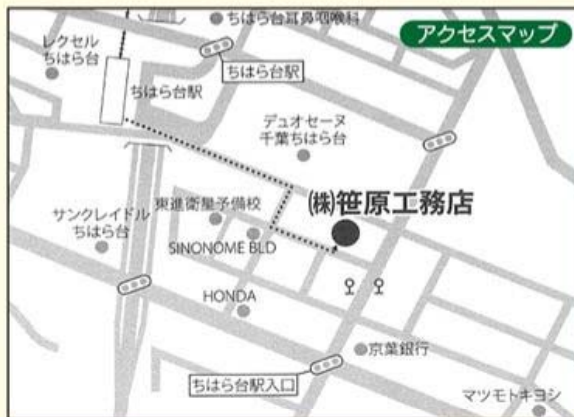 ちはら台耳鼻咽喉科
アクセスマップ
レクセル
ちはら台
ちはら台駅
ちはら台駅
デュオセーヌ
千葉ちはら台
(株)笹原工務店
東進衛星予備校
サンクレイドル
ちはら台
SINONOME BLD
HONDA
京葉銀行
ちはら台駅入口
マツモトキヨシ